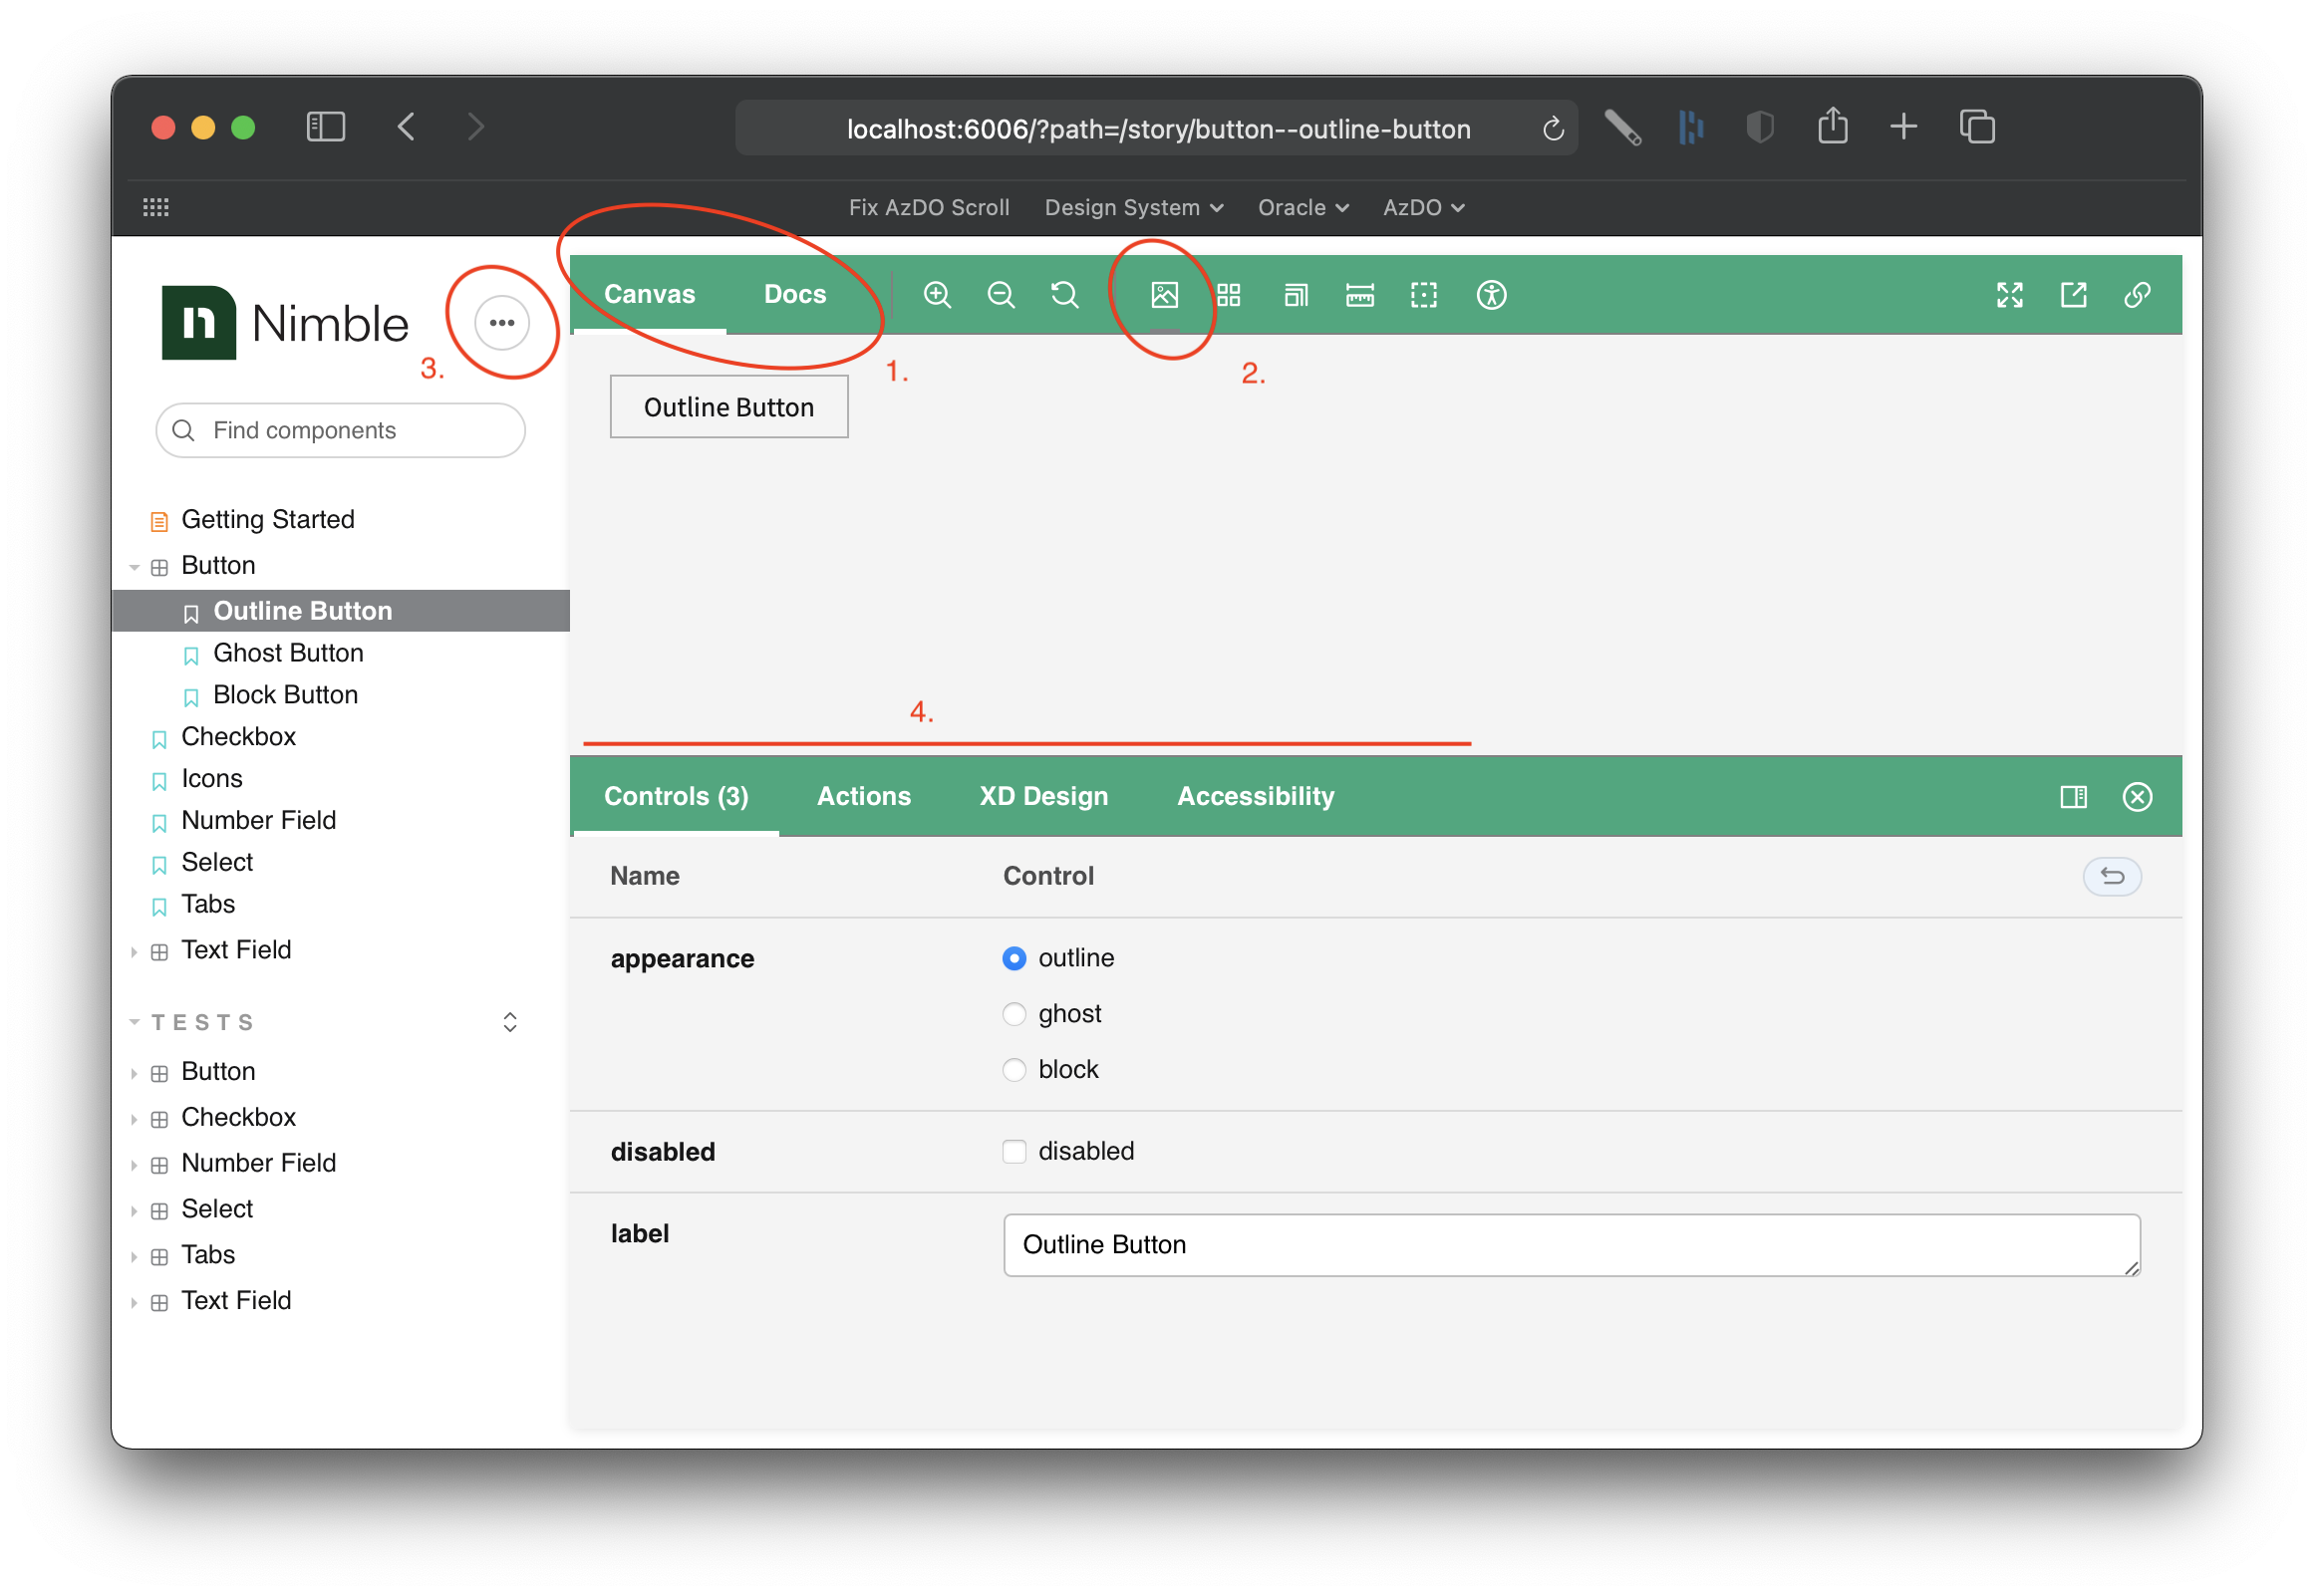 localhost:6006/?path=/story/button--outline-button
Fix AzDO Scroll Design System Oracle AzDO
n Nimble
3.
Find components
Getting Started
Button
Outline Button
Ghost Button
Block Button
Checkbox
Icons
Number Field
Select
Tabs
Text Field
TESTS
Button
Checkbox
Number Field
Select
Tabs
Text Field
Canvas Docs
1.
2.
Outline Button
4.
Controls (3) Actions XD Design Accessibility
Name Control
appearance outline
ghost
block
disabled disabled
label Outline Button